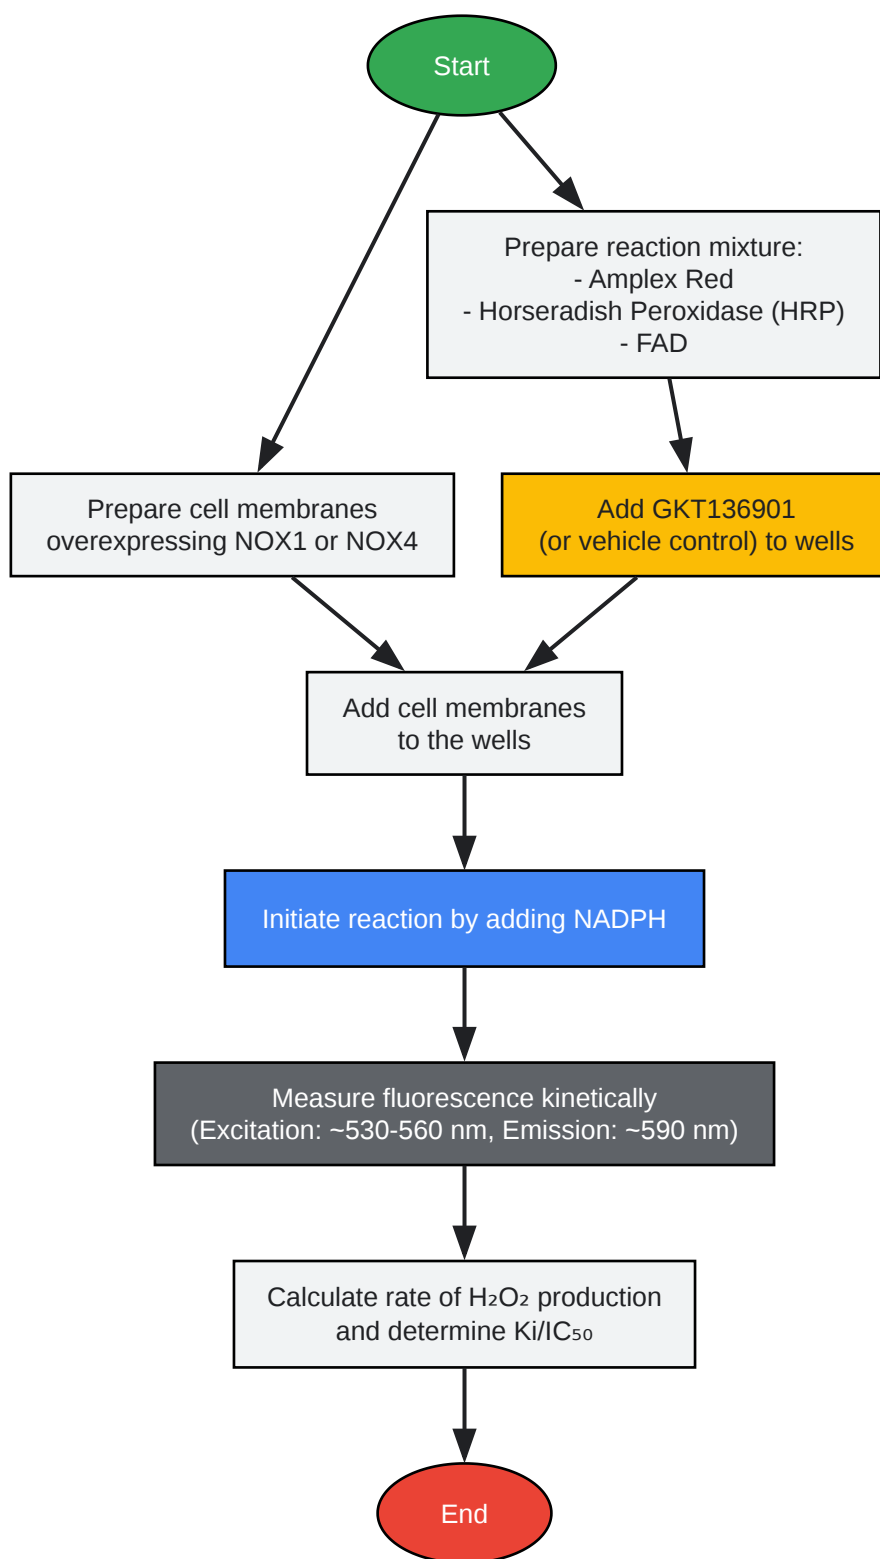 Start
Prepare reaction mixture:
- Amplex Red
- Horseradish Peroxidase (HRP)
- FAD
Prepare cell membranes
overexpressing NOX1 or NOX4
Add GKT136901
(or vehicle control) to wells
Add cell membranes
to the wells
Initiate reaction by adding NADPH
Measure fluorescence kinetically
(Excitation: ~530-560 nm, Emission: ~590 nm)
Calculate rate of H₂O₂ production
and determine Ki/IC₅₀
End